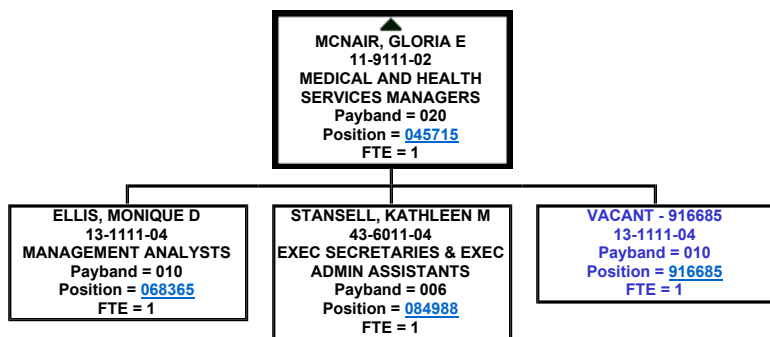 MCNAIR, GLORIA E
11-9111-02
MEDICAL AND HEALTH
SERVICES MANAGERS
Payband = 020
Position = 045715
FTE = 1
ELLIS, MONIQUE D
13-1111-04
MANAGEMENT ANALYSTS
Payband = 010
Position = 068365
FTE = 1
STANSELL, KATHLEEN M
43-6011-04
EXEC SECRETARIES & EXEC
ADMIN ASSISTANTS
Payband = 006
Position = 084988
FTE = 1
VACANT - 916685
13-1111-04
Payband = 010
Position = 916685
FTE = 1